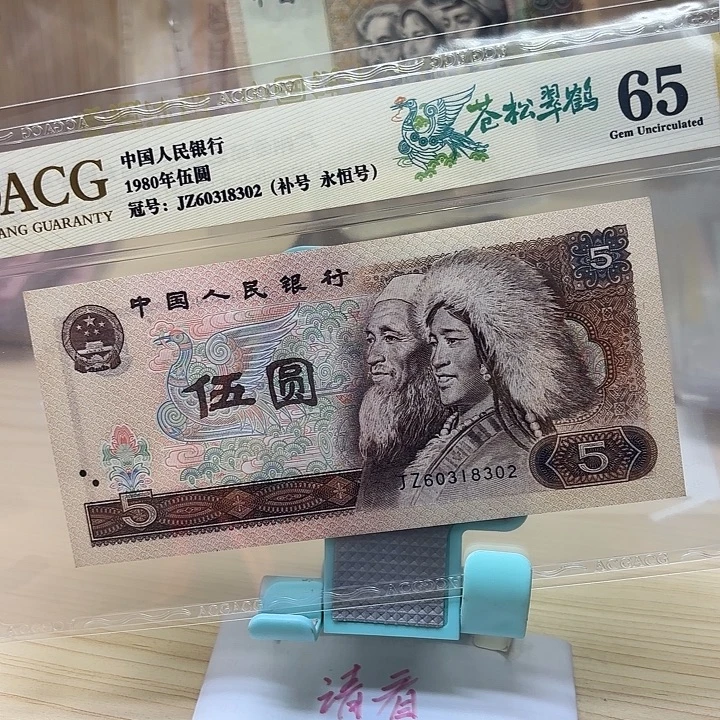 ACG
ANG GUARANTY
中国人民银行
1980年伍圆
冠号：JZ60318302（补号 永恒号）
苍松翠鹤
65
Gem Uncirculated
中国人民银行
5
伍圆
5
5
JZ60318302
请看